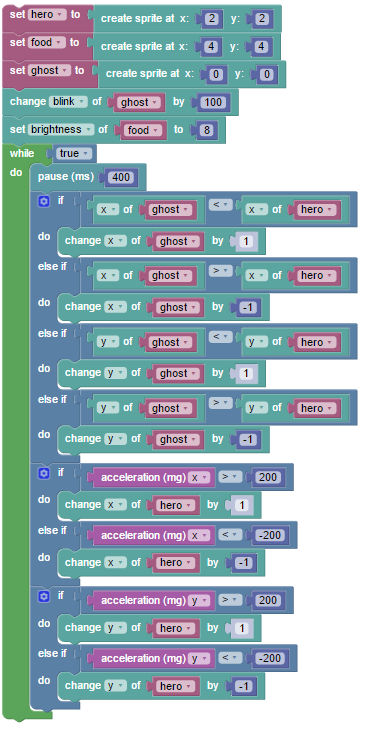 set hero to create sprite at x: 2 y: 2
set food to create sprite at x: 4 y: 4
set ghost to create sprite at x: 0 y: 0
change blink of ghost by 100
set brightness of food to 8
while true
do pause (ms) 400
if x of ghost < x of hero
do change x of ghost by 1
else if x of ghost > x of hero
do change x of ghost by -1
else if y of ghost < y of hero
do change y of ghost by 1
else if y of ghost > y of hero
do change y of ghost by -1
if acceleration (mg) x > 200
do change x of hero by 1
else if acceleration (mg) x < -200
do change x of hero by -1
if acceleration (mg) y > 200
do change y of hero by 1
else if acceleration (mg) y < -200
do change y of hero by -1